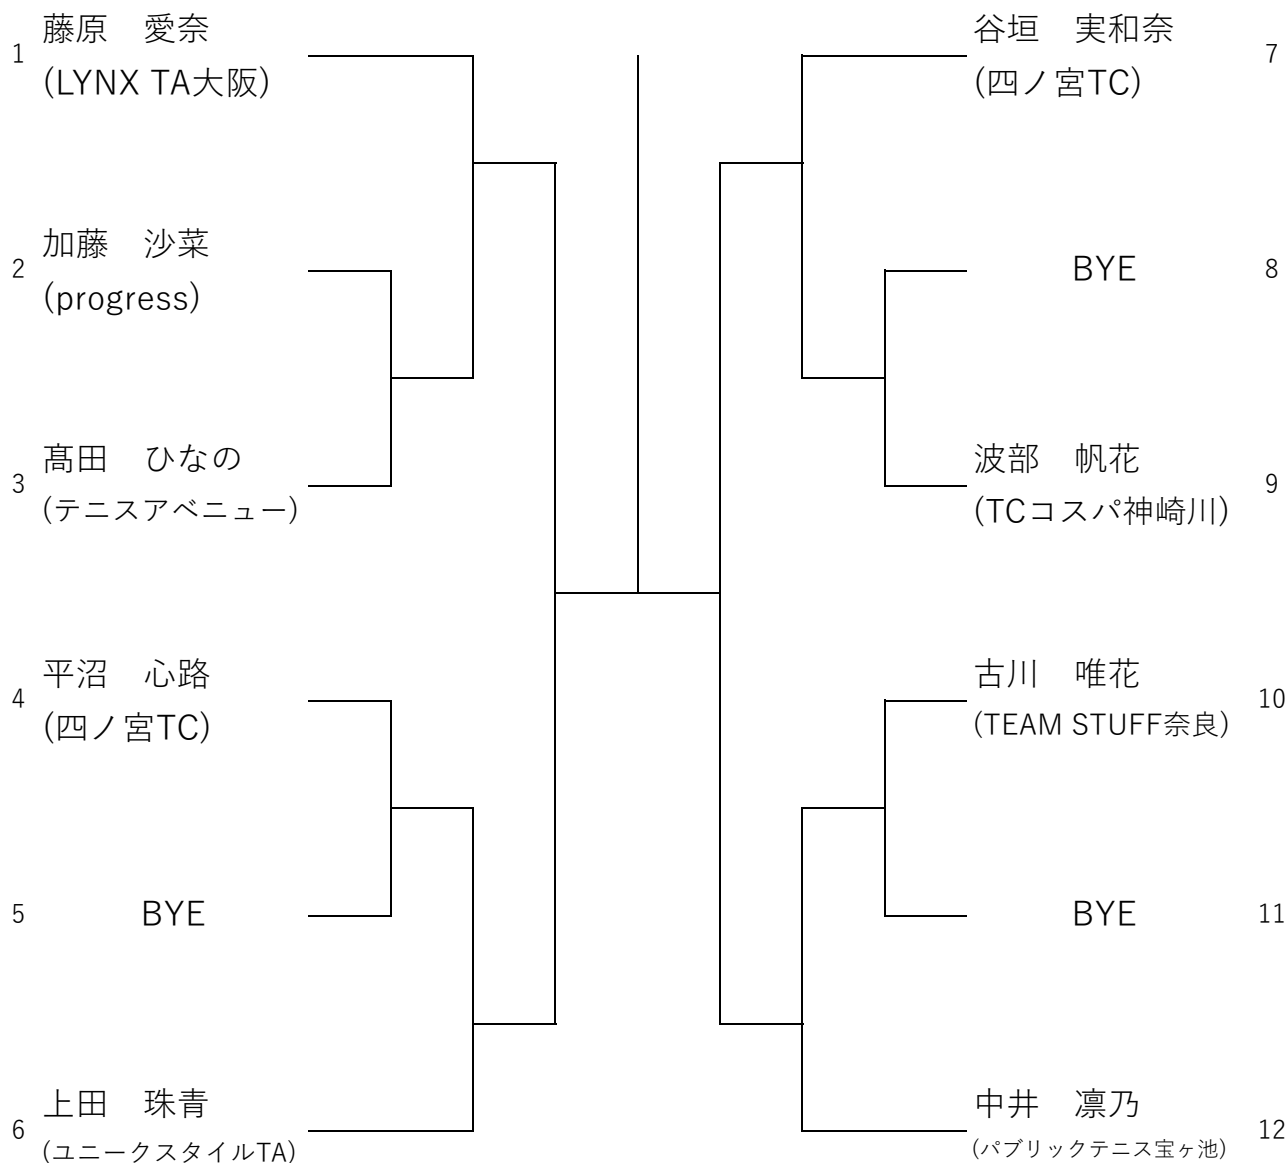 1
藤原　愛奈
(LYNX TA大阪)
2
加藤　沙菜
(progress)
3
髙田　ひなの
(テニスアベニュー)
4
平沼　心路
(四ノ宮TC)
5
BYE
6
上田　珠青
(ユニークスタイルTA)
谷垣　実和奈
(四ノ宮TC)
7
BYE
8
波部　帆花
(TCコスパ神崎川)
9
古川　唯花
(TEAM STUFF奈良)
10
BYE
11
中井　凛乃
(パブリックテニス宝ヶ池)
12